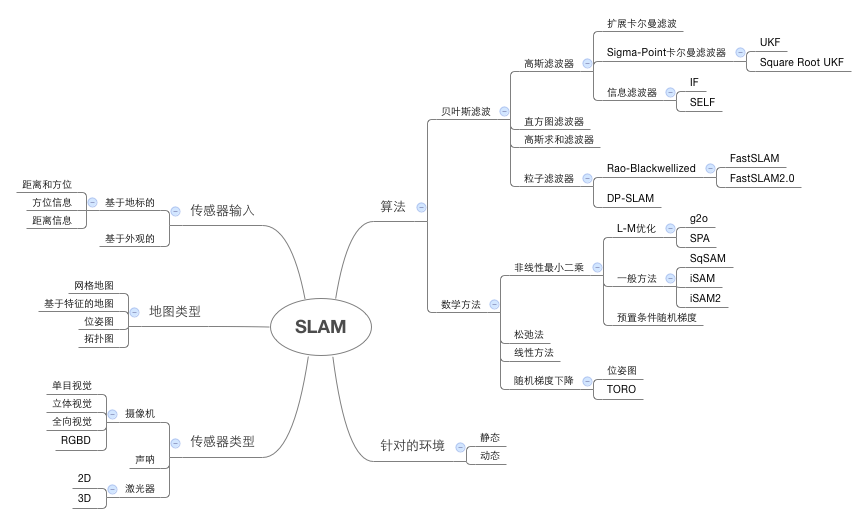 SLAM
算法
贝叶斯滤波
高斯滤波器
扩展卡尔曼滤波
Sigma-Point卡尔曼滤波器
UKF
Square Root UKF
信息滤波器
IF
SELF
直方图滤波器
高斯求和滤波器
粒子滤波器
Rao-Blackwellized
FastSLAM
FastSLAM2.0
DP-SLAM
数学方法
非线性最小二乘
L-M优化
g2o
SPA
一般方法
SqSAM
iSAM
iSAM2
预置条件随机梯度
松弛法
线性方法
随机梯度下降
位姿图
TORO
针对的环境
静态
动态
传感器输入
基于地标的
距离和方位
方位信息
距离信息
基于外观的
地图类型
网格地图
基于特征的地图
位姿图
拓扑图
传感器类型
摄像机
单目视觉
立体视觉
全向视觉
RGBD
声呐
激光器
2D
3D